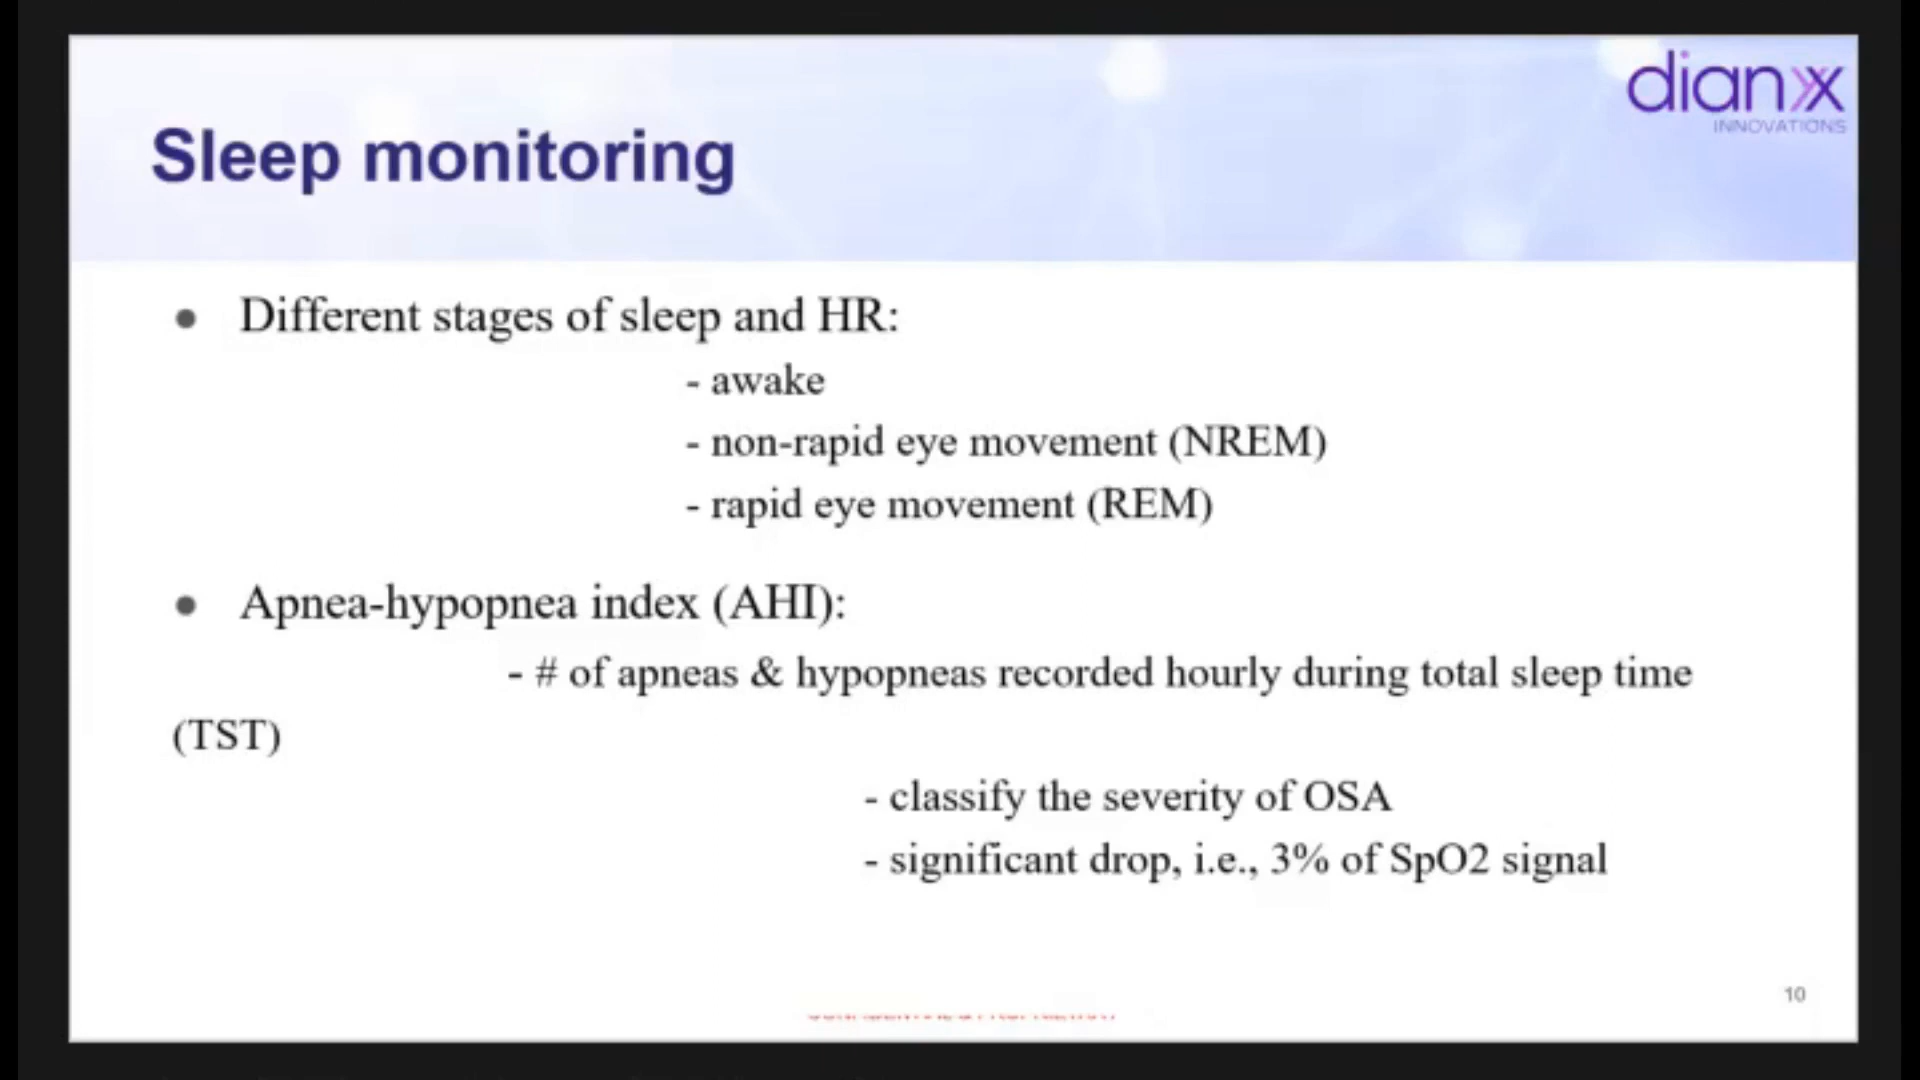 dianx
INNOVATIONS
Sleep monitoring
● Different stages of sleep and HR:
- awake
- non-rapid eye movement (NREM)
- rapid eye movement (REM)
● Apnea-hypopnea index (AHI):
- # of apneas & hypopneas recorded hourly during total sleep time
(TST)
- classify the severity of OSA
- significant drop, i.e., 3% of SpO2 signal
10